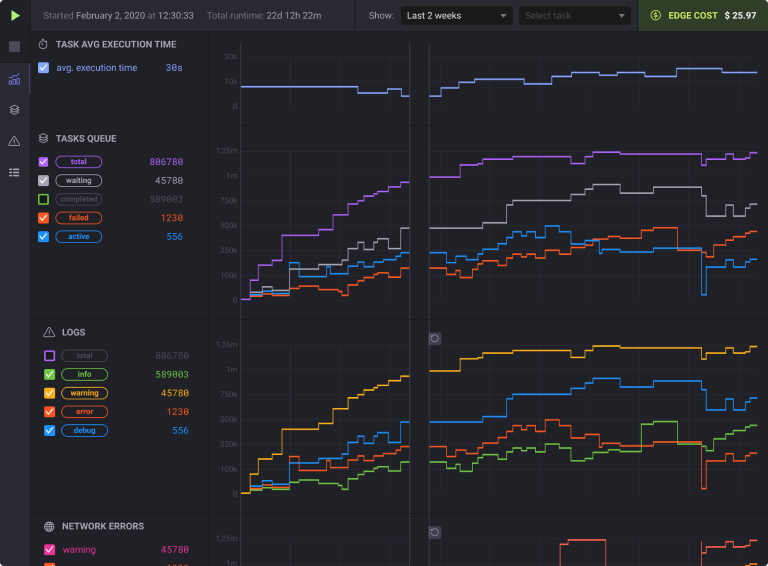 Started February 2, 2020 at 12:30:33 Total runtime: 22d 12h 22m Show: Last 2 weeks Select task EDGE COST $ 25.97
TASK AVG EXECUTION TIME
avg. execution time 30s
20s
10s
0
TASKS QUEUE
total 806780
waiting 45780
completed 589003
failed 1230
active 556
1,25m
1m
750k
500k
250k
100k
0
LOGS
total 806780
info 589003
warning 45780
error 1230
debug 556
1,25m
1m
750k
500k
250k
100k
0
NETWORK ERRORS
warning 45780
1,25m
1m